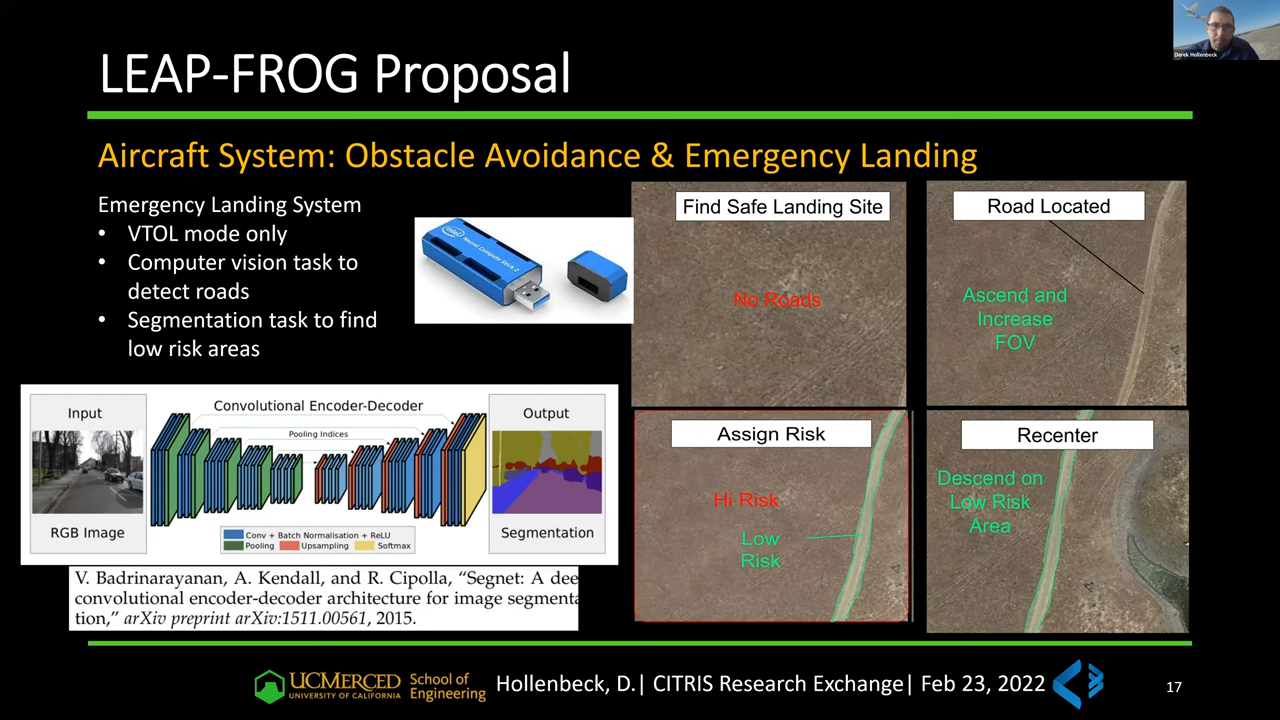 Derek Hollenbeck
LEAP-FROG Proposal
Aircraft System: Obstacle Avoidance & Emergency Landing
Emergency Landing System
• VTOL mode only
• Computer vision task to
detect roads
• Segmentation task to find
low risk areas
intel
Neural Compute Stick 2
Find Safe Landing Site
No Roads
Road Located
Ascend and
Increase
FOV
Assign Risk
Hi Risk
Low
Risk
Recenter
Descend on
Low Risk
Area
Input
RGB Image
Convolutional Encoder-Decoder
Pooling Indices
Conv + Batch Normalisation + ReLU
Pooling Upsampling Softmax
Output
Segmentation
V. Badrinarayanan, A. Kendall, and R. Cipolla, “Segnet: A dee
convolutional encoder-decoder architecture for image segmenta
tion,” arXiv preprint arXiv:1511.00561, 2015.
UCMERCED
UNIVERSITY OF CALIFORNIA
School of
Engineering
Hollenbeck, D.| CITRIS Research Exchange| Feb 23, 2022
17